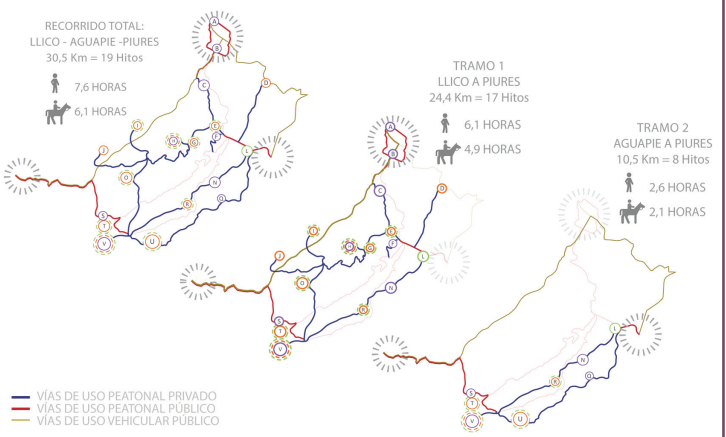 RECORRIDO TOTAL:
LLICO - AGUAPIE -PIURES
30,5 Km = 19 Hitos
7,6 HORAS
6,1 HORAS
A
B
C
D
I
H
G
E
F
J
L
O
N
R
Q
S
T
V
U
TRAMO 1
LLICO A PIURES
24,4 Km = 17 Hitos
6,1 HORAS
4,9 HORAS
A
B
C
D
I
H
G
F
J
L
O
N
R
S
T
V
TRAMO 2
AGUAPIE A PIURES
10,5 Km = 8 Hitos
2,6 HORAS
2,1 HORAS
L
N
R
Q
S
T
V
U
VÍAS DE USO PEATONAL PRIVADO
VÍAS DE USO PEATONAL PÚBLICO
VÍAS DE USO VEHICULAR PÚBLICO